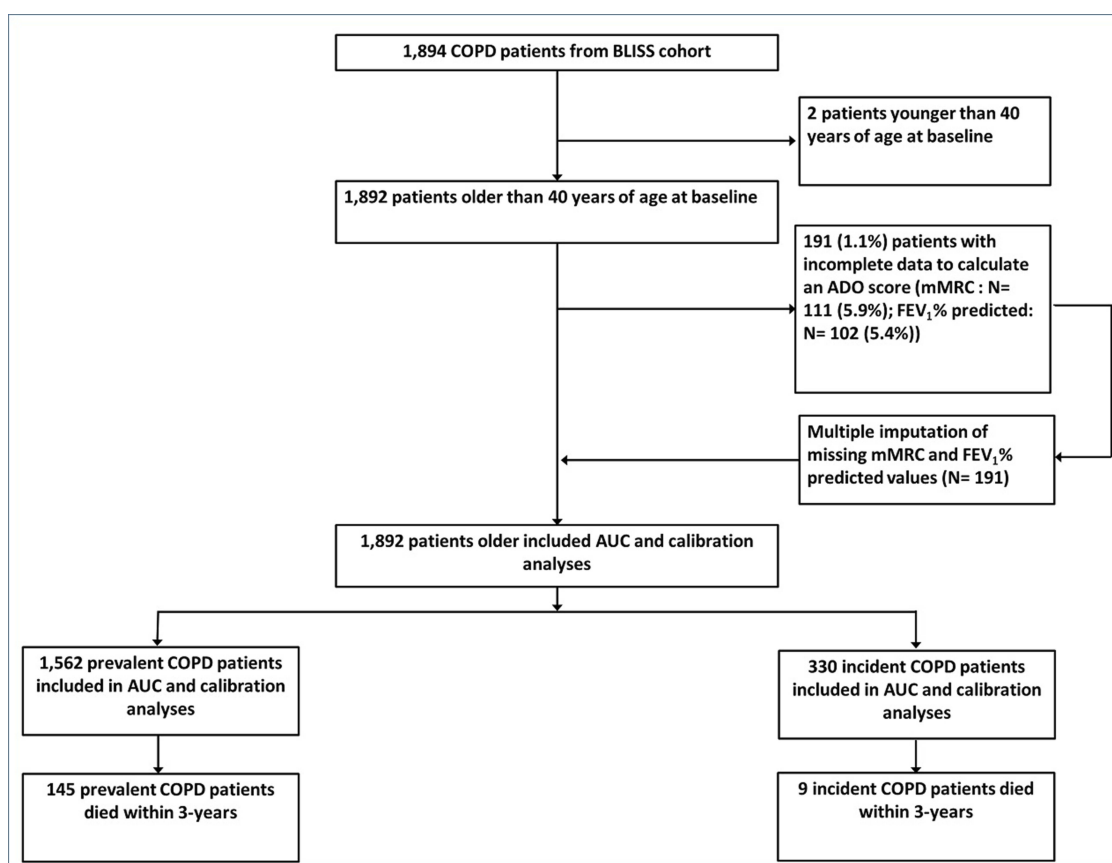 1,894 COPD patients from BLISS cohort
2 patients younger than 40
years of age at baseline
1,892 patients older than 40 years of age at baseline
191 (1.1%) patients with
incomplete data to calculate
an ADO score (mMRC : N=
111 (5.9%); FEV₁% predicted:
N= 102 (5.4%))
Multiple imputation of
missing mMRC and FEV₁%
predicted values (N= 191)
1,892 patients older included AUC and calibration
analyses
1,562 prevalent COPD patients
included in AUC and calibration
analyses
330 incident COPD patients
included in AUC and calibration
analyses
145 prevalent COPD patients
died within 3-years
9 incident COPD patients died
within 3-years